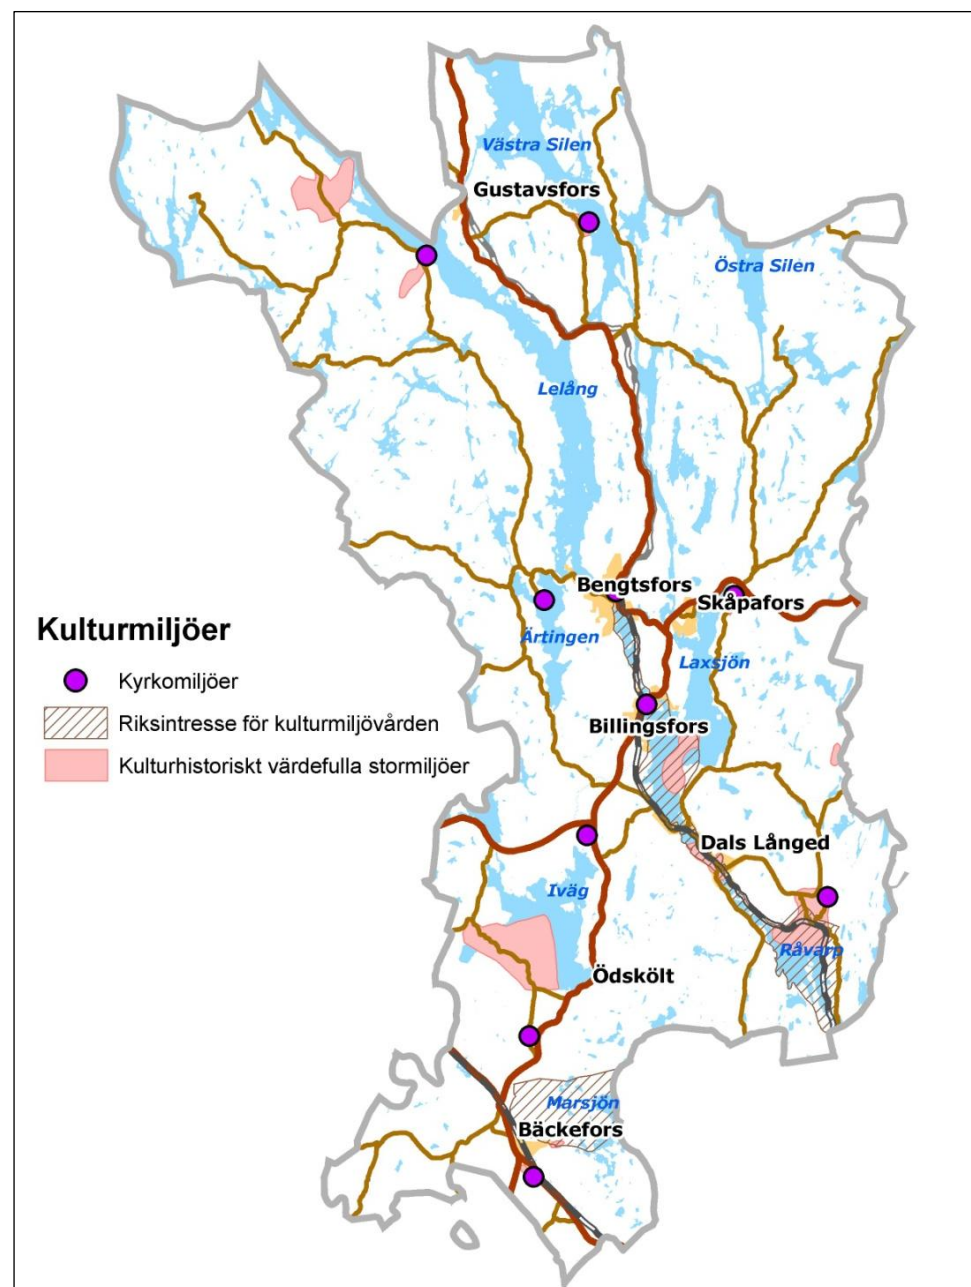 Västra Silen
Gustavsfors
Östra Silen
Lelång
Bengtsfors
Skåpafors
Ärtingen
Laxsjön
Billingsfors
Dals Långed
Iväg
Råvarp
Ödskölt
Marsjön
Bäckefors
Kulturmiljöer
Kyrkomiljöer
Riksintresse för kulturmiljövården
Kulturhistoriskt värdefulla stormiljöer